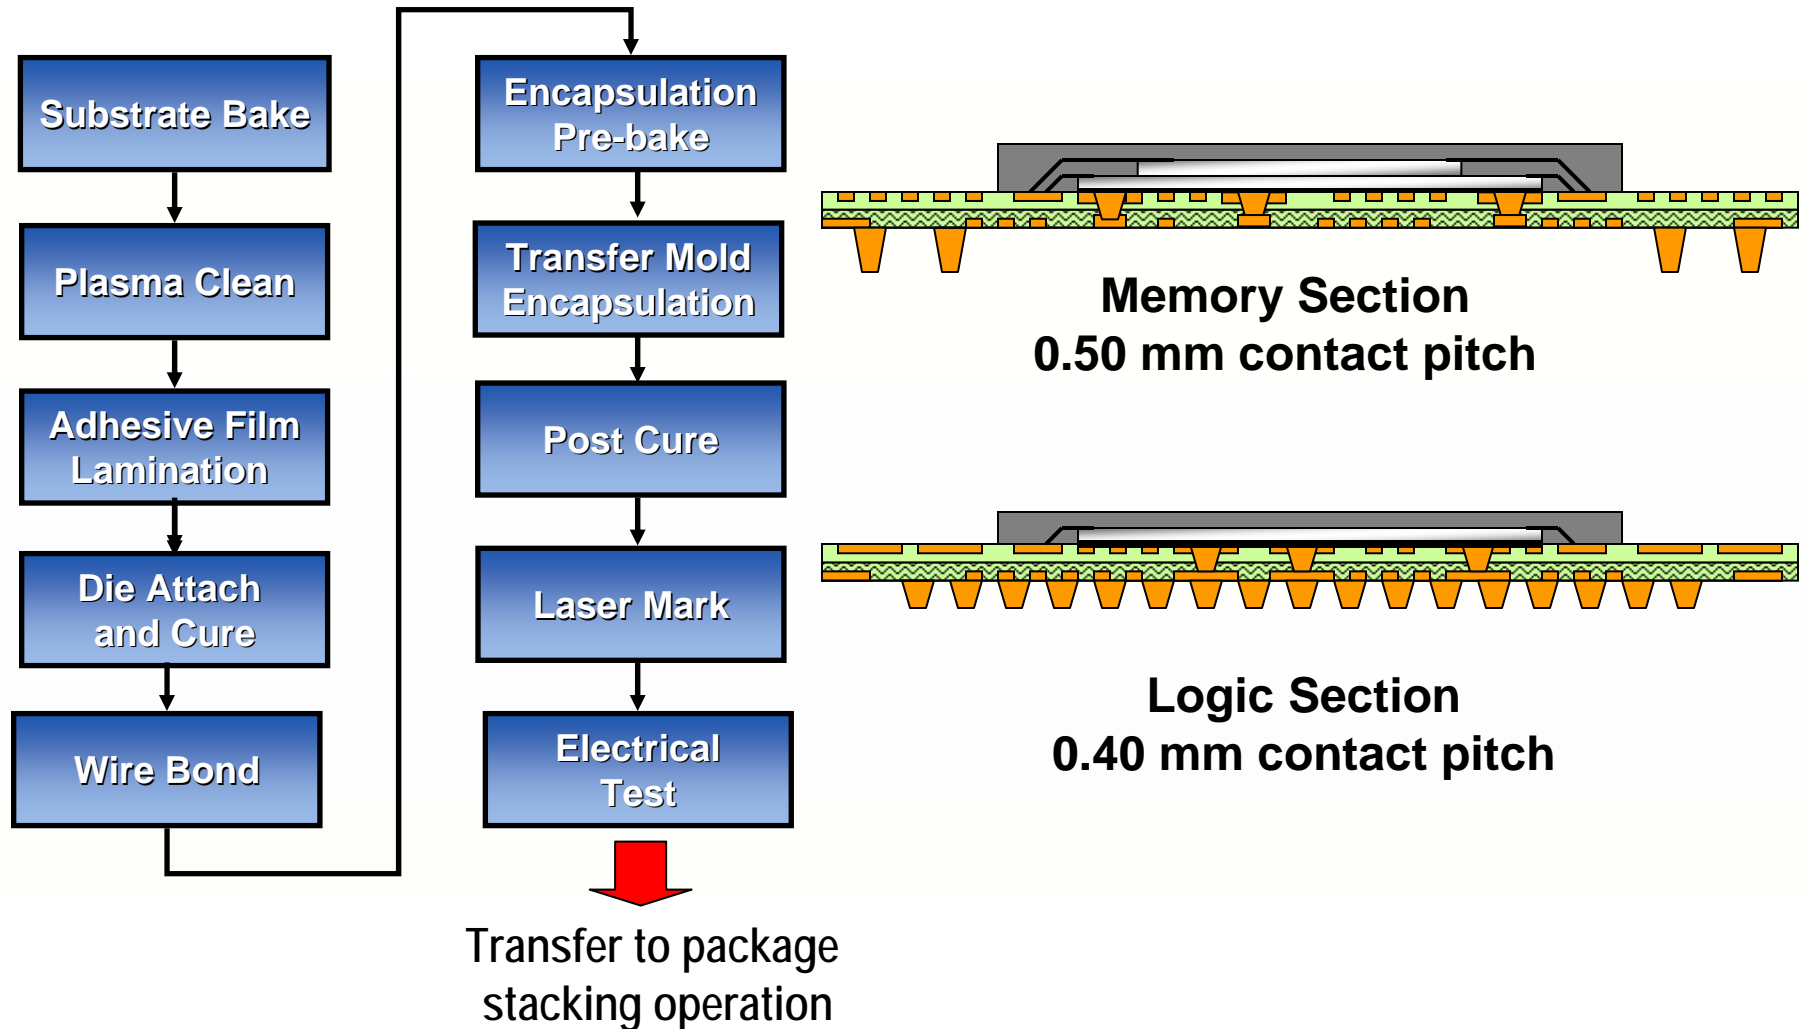 Substrate Bake
Plasma Clean
Adhesive Film
Lamination
Die Attach
and Cure
Wire Bond
Encapsulation
Pre-bake
Transfer Mold
Encapsulation
Post Cure
Laser Mark
Electrical
Test
Transfer to package
stacking operation
Memory Section
0.50 mm contact pitch
Logic Section
0.40 mm contact pitch